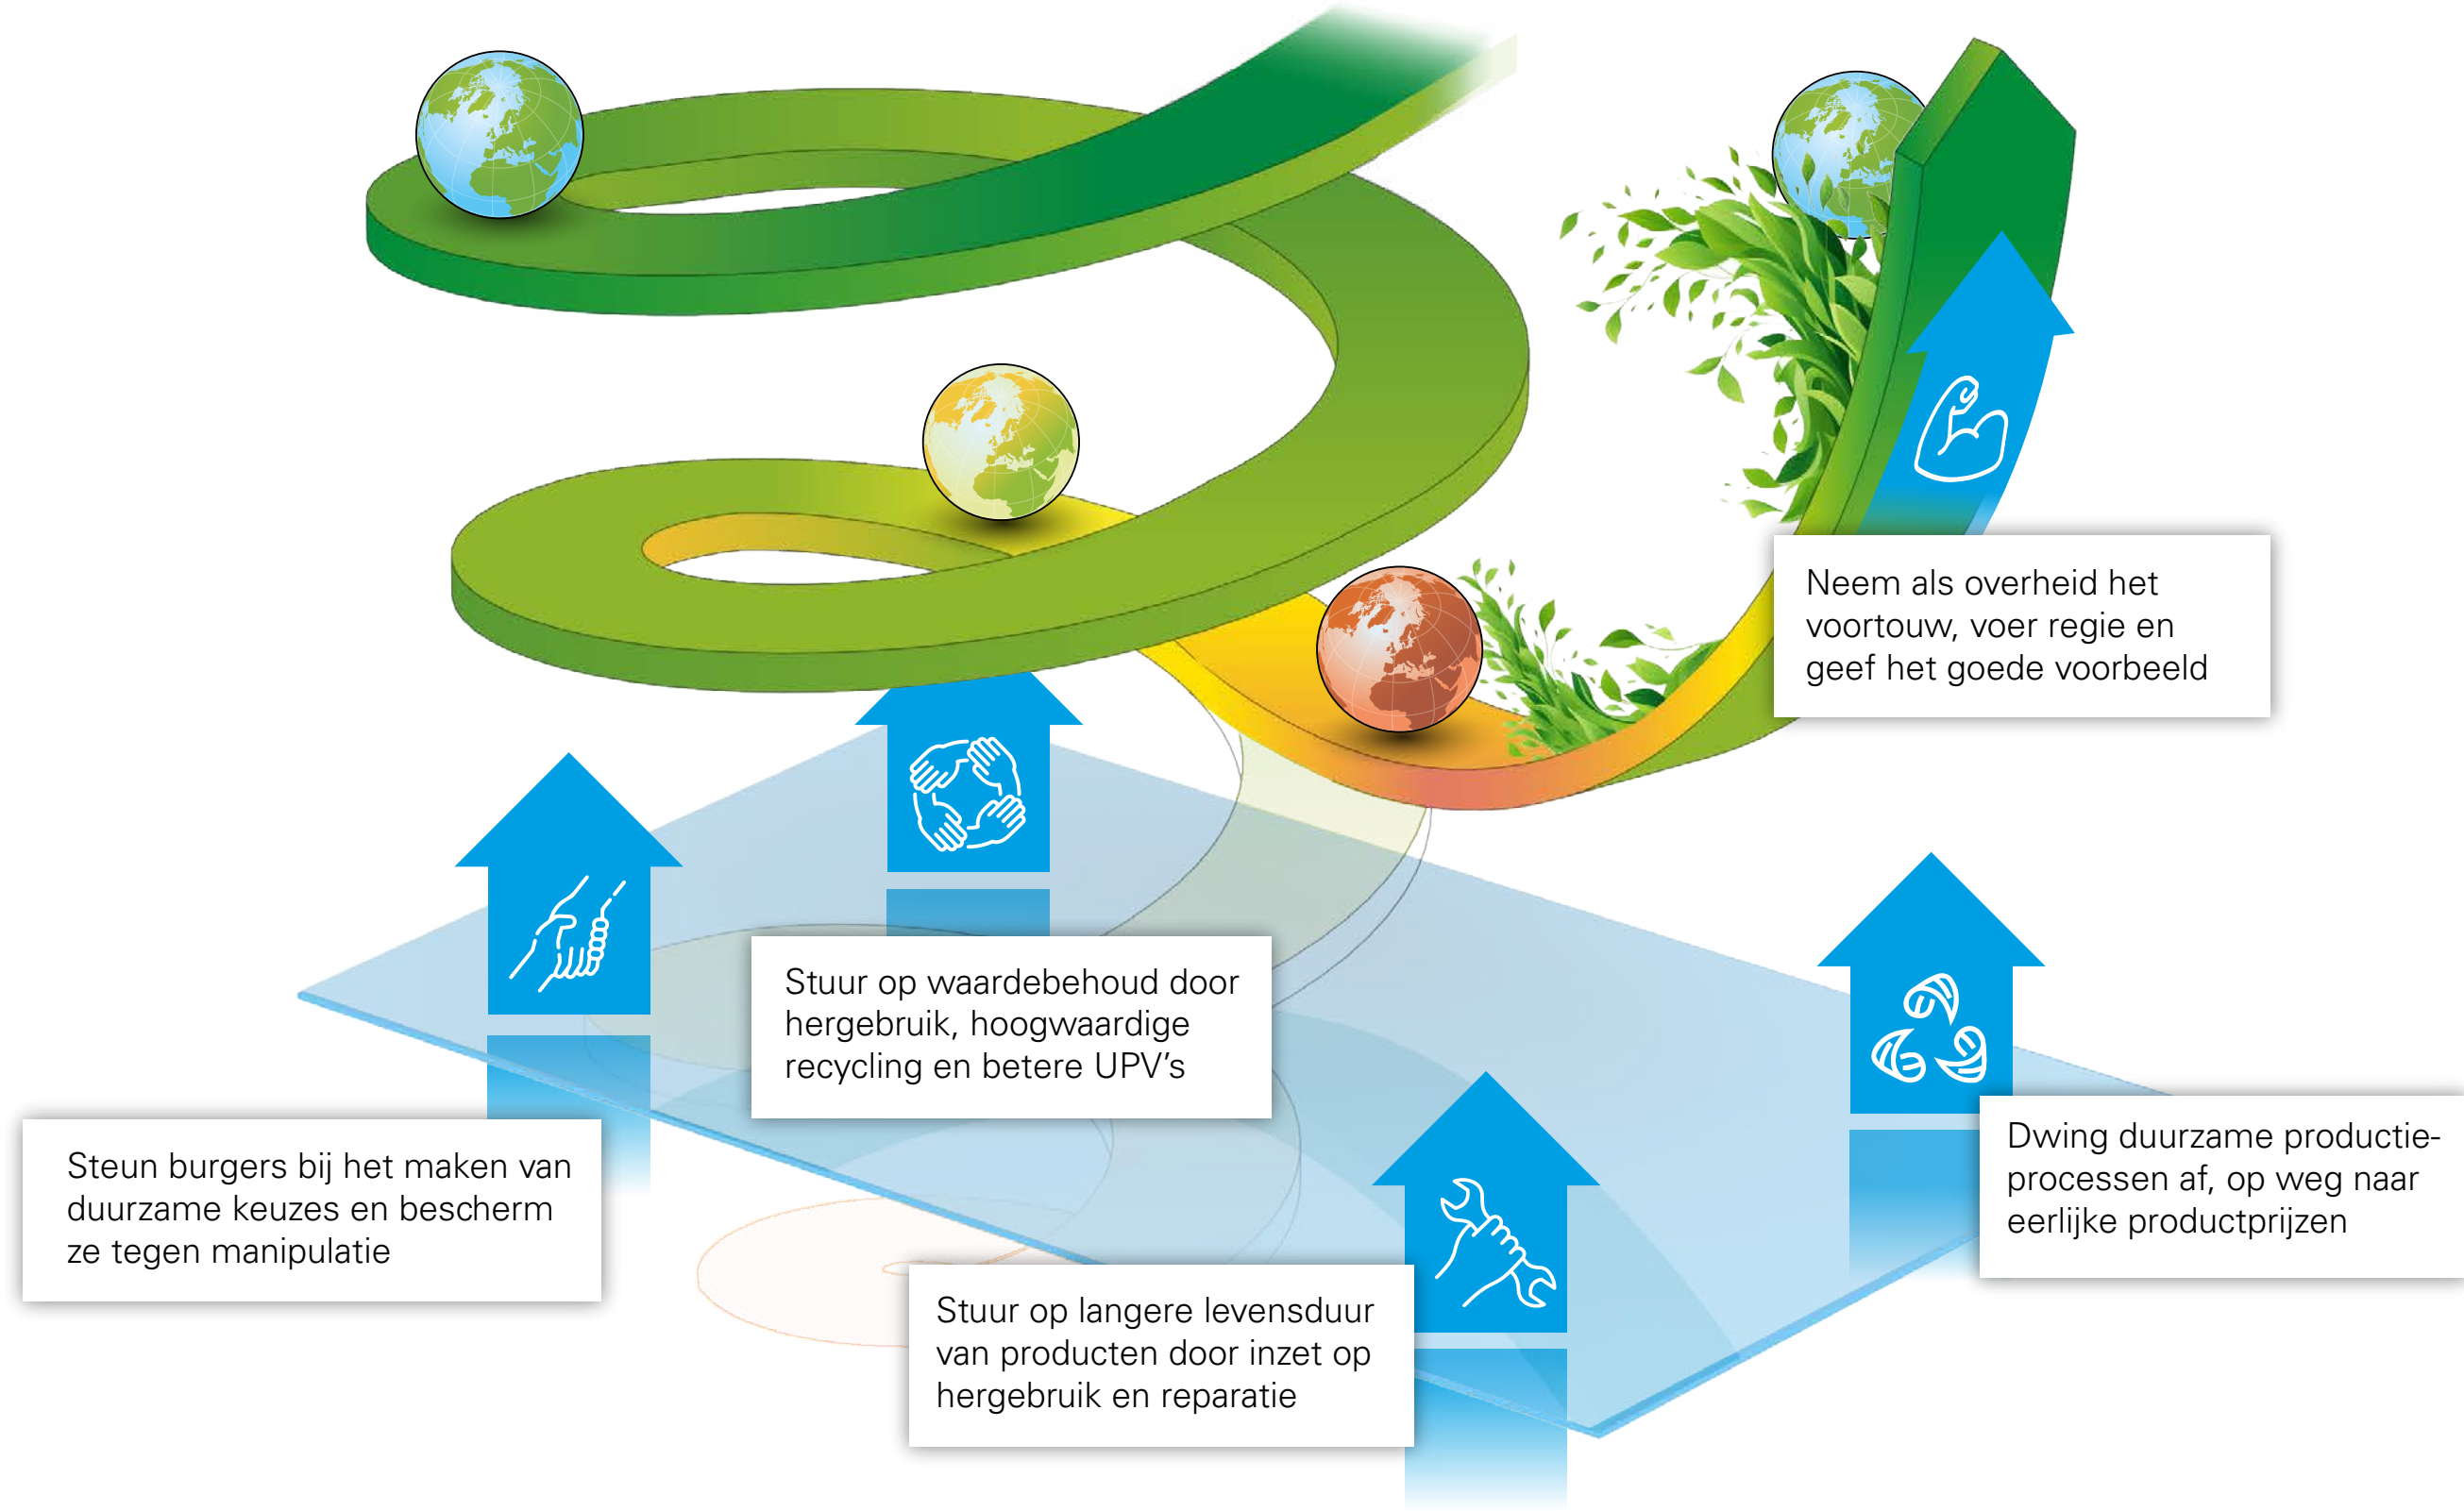 Neem als overheid het
voortouw, voer regie en
geef het goede voorbeeld
Stuur op waardebehoud door
hergebruik, hoogwaardige
recycling en betere UPV’s
Steun burgers bij het maken van
duurzame keuzes en bescherm
ze tegen manipulatie
Dwing duurzame productie-
processen af, op weg naar
eerlijke productprijzen
Stuur op langere levensduur
van producten door inzet op
hergebruik en reparatie